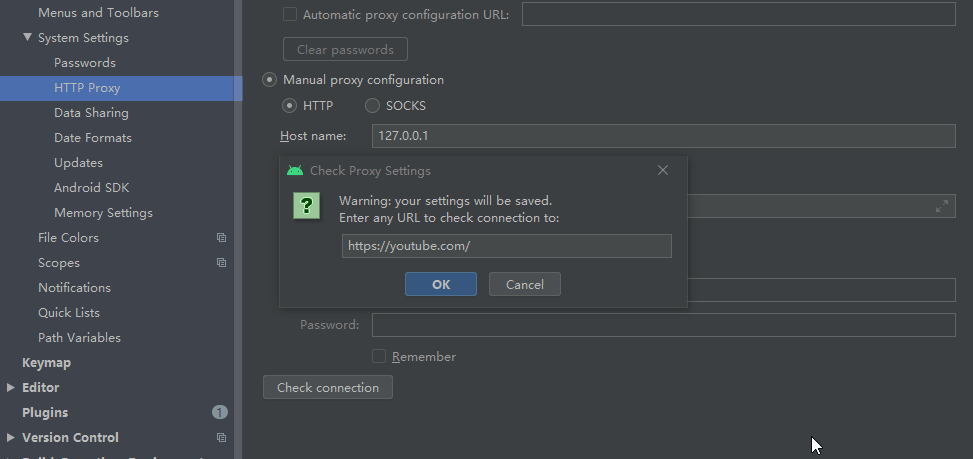 Menus and Toolbars
System Settings
Passwords
HTTP Proxy
Data Sharing
Date Formats
Updates
Android SDK
Memory Settings
File Colors
Scopes
Notifications
Quick Lists
Path Variables
Keymap
Editor
Plugins
1
Version Control
Automatic proxy configuration URL:
Clear passwords
Manual proxy configuration
HTTP
SOCKS
Host name:
127.0.0.1
Check Proxy Settings
?
Warning: your settings will be saved.
Enter any URL to check connection to:
https://youtube.com/
OK
Cancel
Password:
Remember
Check connection